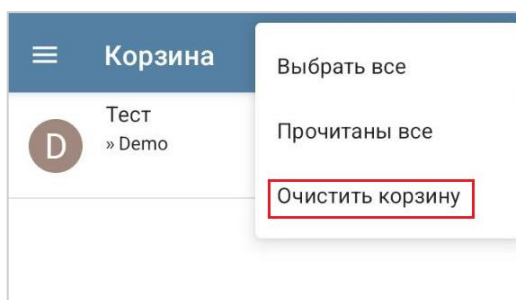 Корзина
Выбрать все
Прочитаны все
Очистить корзину
Тест
D
» Demo